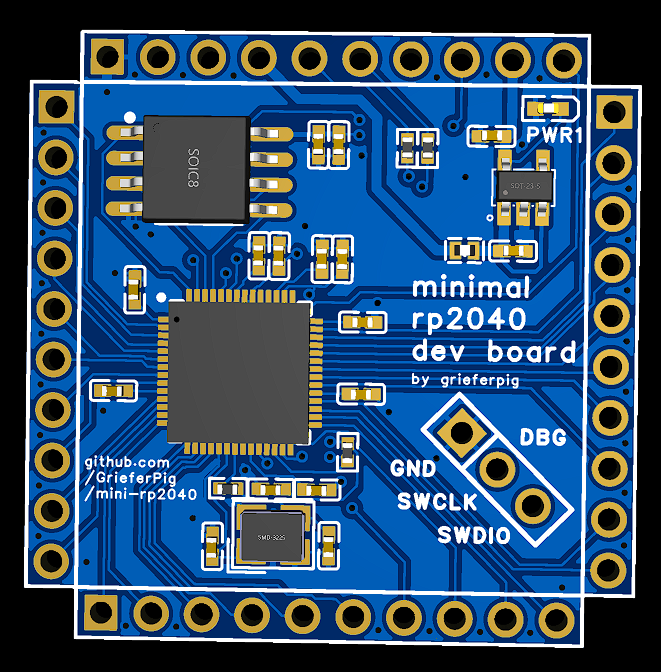 PWR1
SOIC8
SOT-23-5
minimal
rp2040
dev board
by grieferpig
DBG
GND
SWCLK
SWDIO
github.com
/GrieferPig
/mini-rp2040
SMD-3225